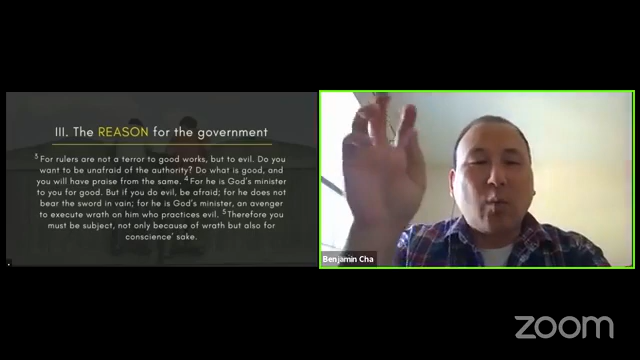 III. The REASON for the government
3 For rulers are not a terror to good works, but to evil. Do you
want to be unafraid of the authority? Do what is good, and
you will have praise from the same. 4 For he is God's minister
to you for good. But if you do evil, be afraid; for he does not
bear the sword in vain; for he is God's minister, an avenger
to execute wrath on him who practices evil. 5 Therefore you
must be subject, not only because of wrath but also for
conscience' sake.
Benjamin Cha
zoom